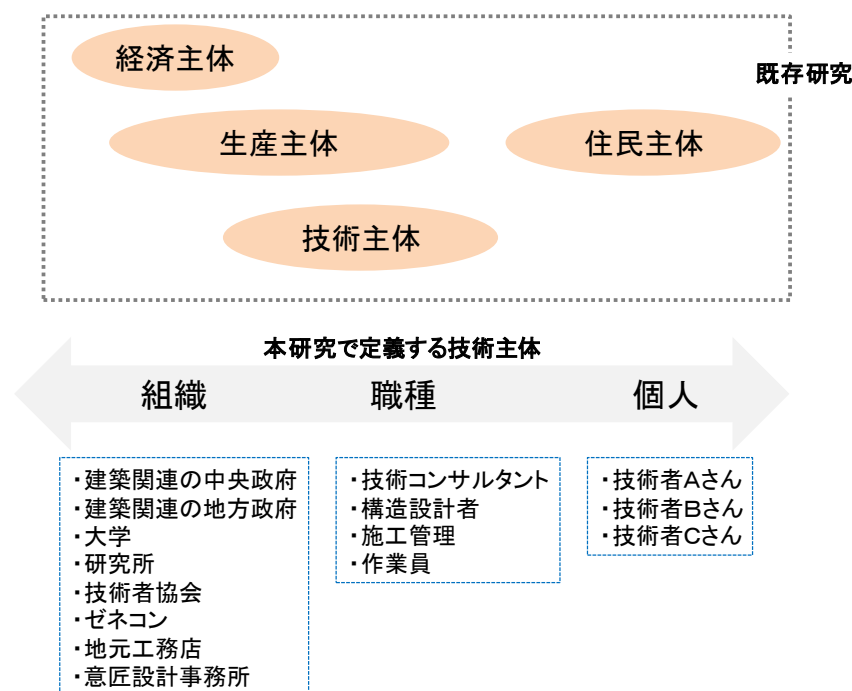 経済主体
既存研究
生産主体
住民主体
技術主体
本研究で定義する技術主体
組織
職種
個人
・建築関連の中央政府
・建築関連の地方政府
・大学
・研究所
・技術者協会
・ゼネコン
・地元工務店
・意匠設計事務所
・技術コンサルタント
・構造設計者
・施工管理
・作業員
・技術者Aさん
・技術者Bさん
・技術者Cさん